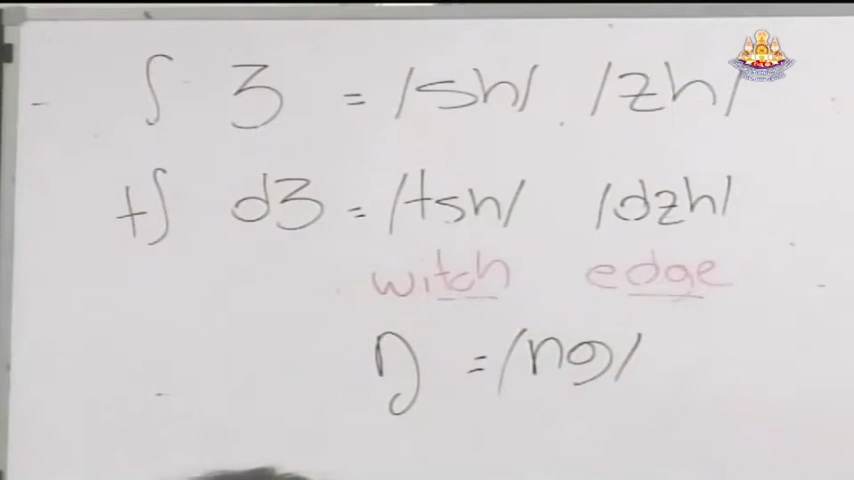 ʃ ʒ = /sh/ /zh/
tʃ dʒ = /tsh/ /dzh/
witch edge
ŋ = /ng/